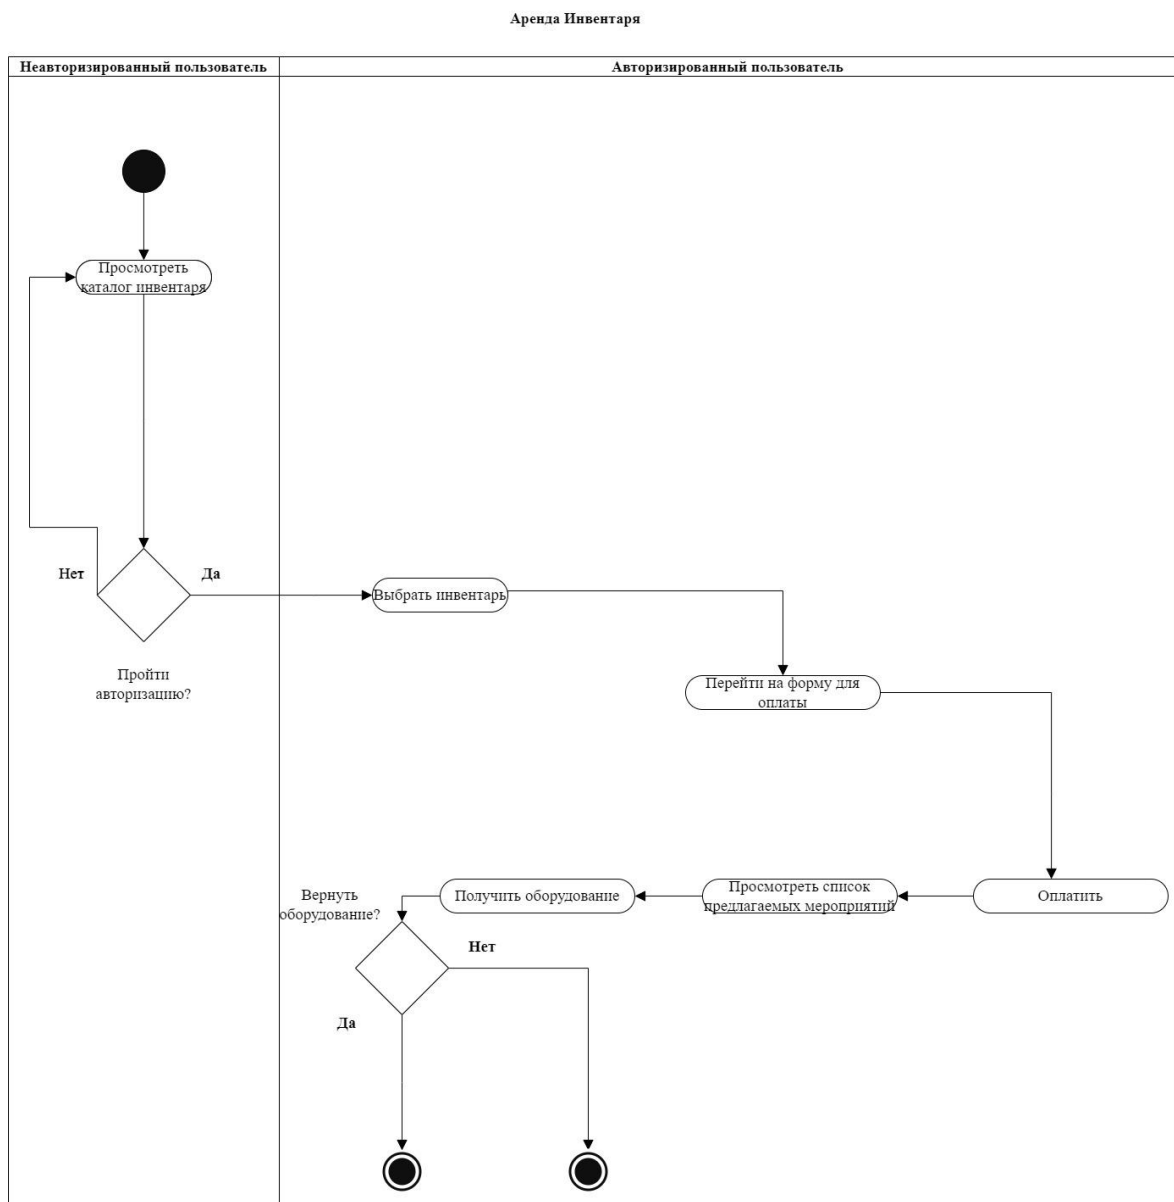 Аренда Инвентаря
Неавторизированный пользователь
Авторизированный пользователь
Просмотреть
каталог инвентаря
Нет
Да
Пройти
авторизацию?
Выбрать инвентарь
Перейти на форму для
оплаты
Оплатить
Просмотреть список
предлагаемых мероприятий
Получить оборудование
Вернуть
оборудование?
Нет
Да